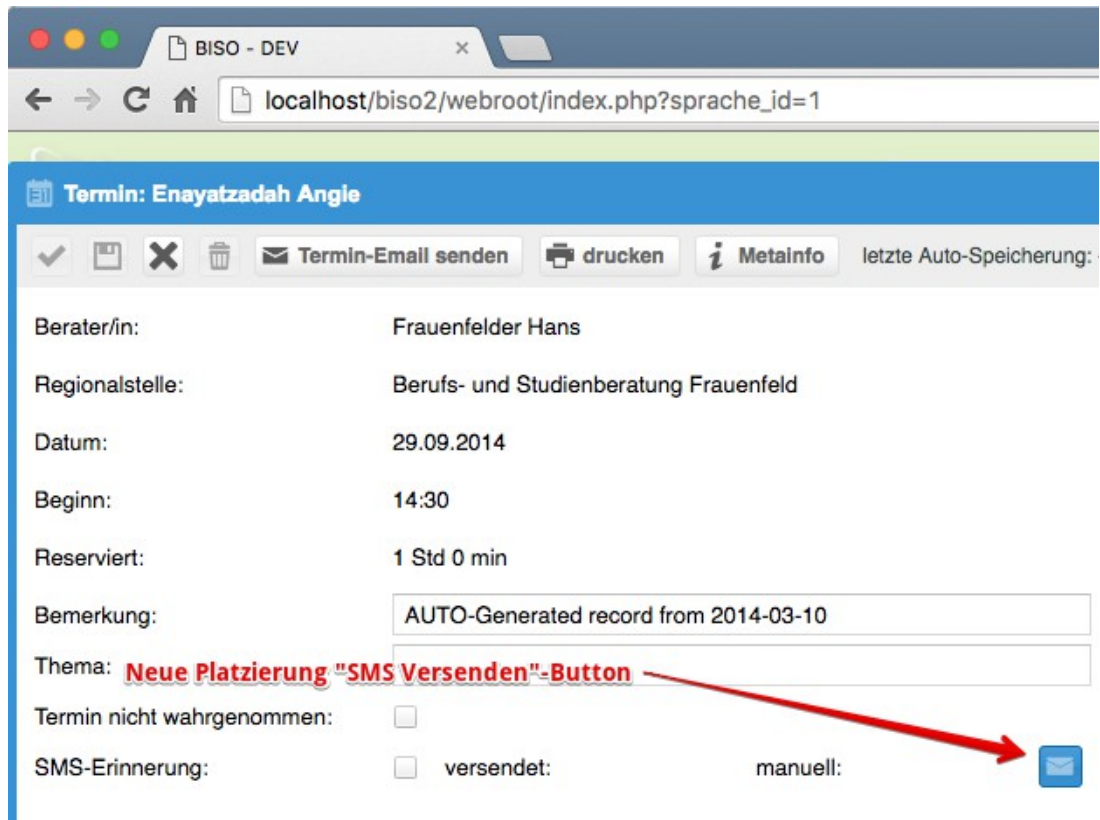 BISO - DEV
localhost/biso2/webroot/index.php?sprache_id=1
31 Termin: Enayatzadah Angie
Termin-Email senden drucken i Metainfo letzte Auto-Speicherung: -
Berater/in: Frauenfelder Hans
Regionalstelle: Berufs- und Studienberatung Frauenfeld
Datum: 29.09.2014
Beginn: 14:30
Reserviert: 1 Std 0 min
Bemerkung: AUTO-Generated record from 2014-03-10
Thema: Neue Platzierung "SMS Versenden"-Button
Termin nicht wahrgenommen:
SMS-Erinnerung: versendet: manuell: